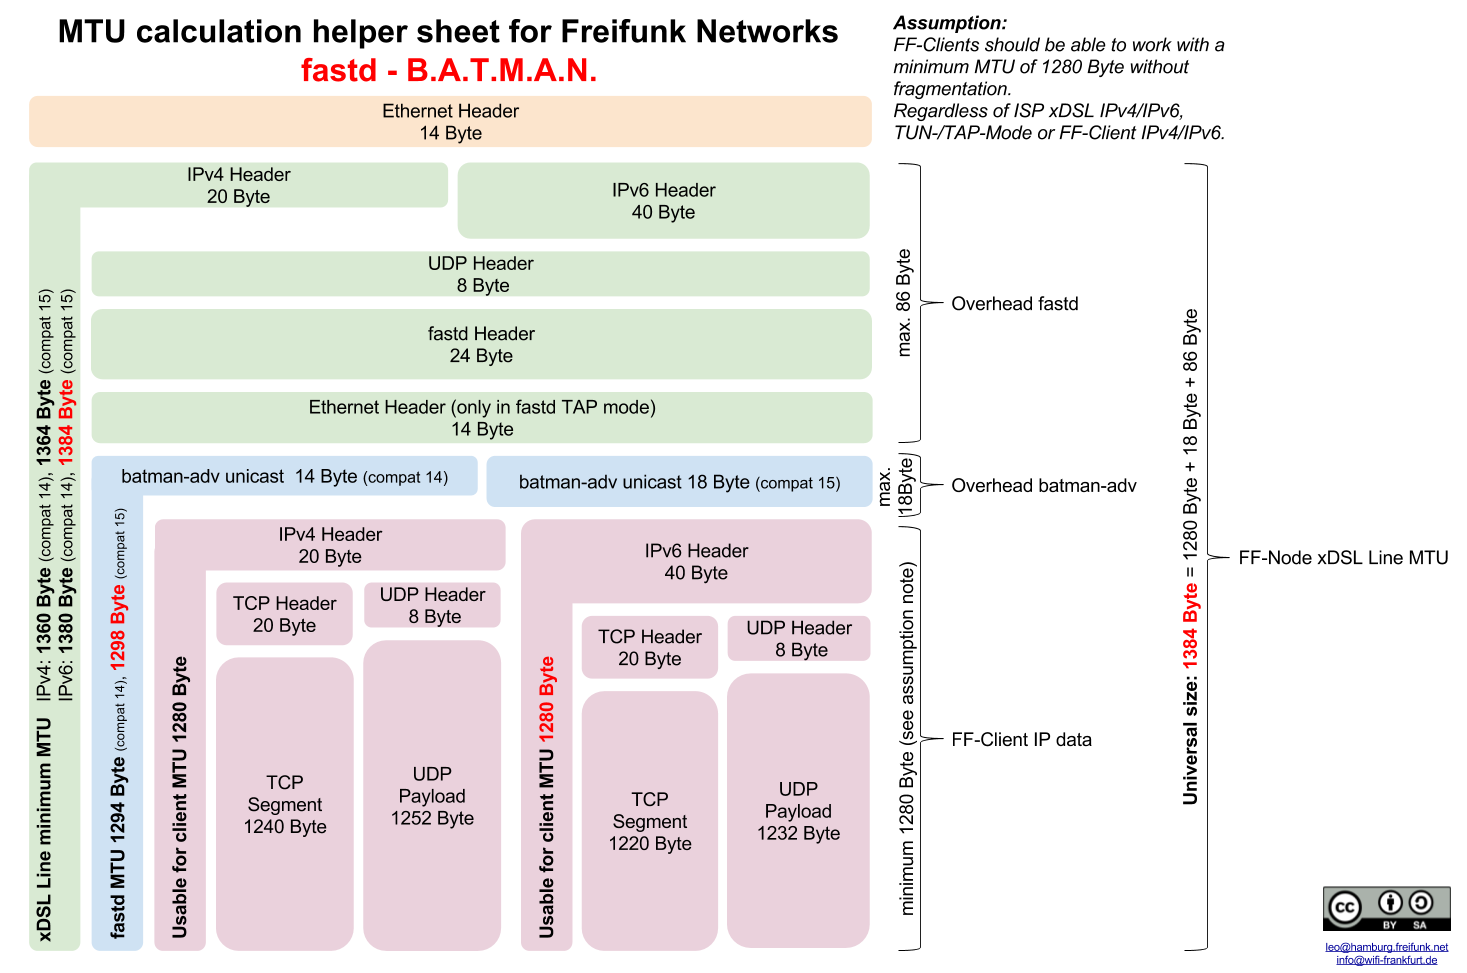 MTU calculation helper sheet for Freifunk Networks
fastd - B.A.T.M.A.N.
Assumption:
FF-Clients should be able to work with a
minimum MTU of 1280 Byte without
fragmentation.
Regardless of ISP xDSL IPv4/IPv6,
TUN-/TAP-Mode or FF-Client IPv4/IPv6.
Ethernet Header
14 Byte
IPv4 Header
20 Byte
IPv6 Header
40 Byte
UDP Header
8 Byte
fastd Header
24 Byte
Ethernet Header (only in fastd TAP mode)
14 Byte
max. 86 Byte
Overhead fastd
xDSL Line minimum MTU
IPv4: 1360 Byte (compat 14), 1364 Byte (compat 15)
IPv6: 1380 Byte (compat 14), 1384 Byte (compat 15)
batman-adv unicast 14 Byte (compat 14)
batman-adv unicast 18 Byte (compat 15)
max.
18Byte
Overhead batman-adv
fastd MTU 1294 Byte (compat 14), 1298 Byte (compat 15)
IPv4 Header
20 Byte
Usable for client MTU 1280 Byte
TCP Header
20 Byte
UDP Header
8 Byte
TCP
Segment
1240 Byte
UDP
Payload
1252 Byte
IPv6 Header
40 Byte
Usable for client MTU 1280 Byte
TCP Header
20 Byte
UDP Header
8 Byte
TCP
Segment
1220 Byte
UDP
Payload
1232 Byte
minimum 1280 Byte (see assumption note)
FF-Client IP data
Universal size: 1384 Byte = 1280 Byte + 18 Byte + 86 Byte
FF-Node xDSL Line MTU
cc
BY SA
leo@hamburg.freifunk.net
info@wifi-frankfurt.de